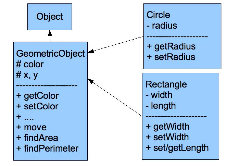 Object
GeometricObject
# color
# x, y
--------------------
+ getColor
+ setColor
+ ....
+ move
+ findArea
+ findPerimeter
Circle
- radius
--------------------
+ getRadius
+ setRadius
Rectangle
- width
- length
--------------------
+ getWidth
+ setWidth
+ set/getLength